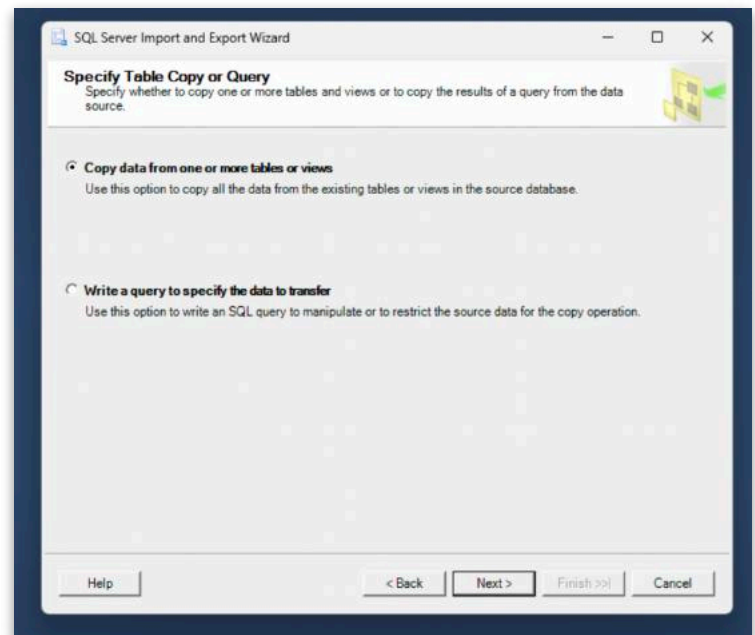 SQL Server Import and Export Wizard
Specify Table Copy or Query
Specify whether to copy one or more tables and views or to copy the results of a query from the data
source.
Copy data from one or more tables or views
Use this option to copy all the data from the existing tables or views in the source database.
Write a query to specify the data to transfer
Use this option to write an SQL query to manipulate or to restrict the source data for the copy operation.
Help < Back Next > Finish >>| Cancel